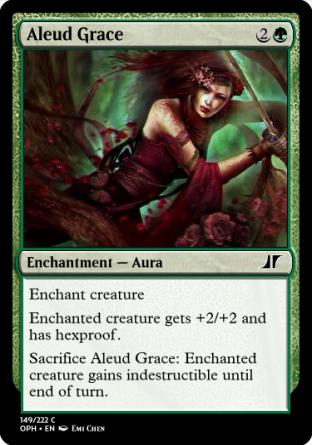 Aleud Grace 2
Enchantment — Aura
Enchant creature
Enchanted creature gets +2/+2 and
has hexproof.
Sacrifice Aleud Grace: Enchanted
creature gains indestructible until
end of turn.
149/222 C
OPH • EN Emi Chen